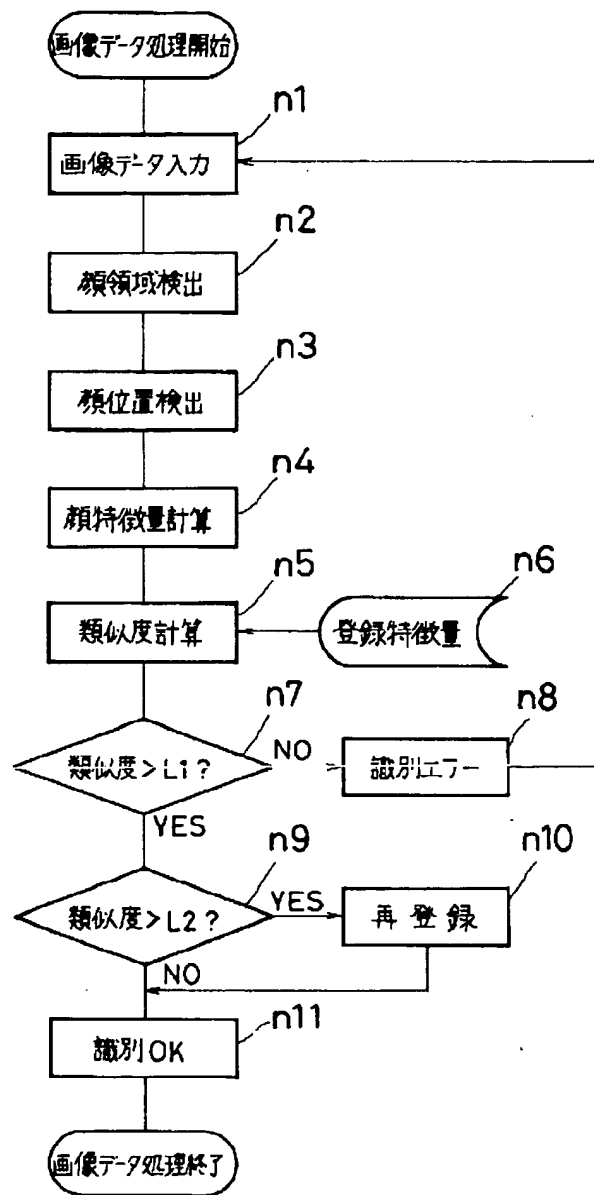 画像データ処理開始
n1
画像データ入力
n2
顔領域検出
n3
顔位置検出
n4
顔特徴量計算
n5
類似度計算
n6
登録特徴量
n7
類似度>L1?
NO
n8
識別エラー
YES
n9
類似度>L2?
YES
n10
再登録
NO
n11
識別OK
画像データ処理終了